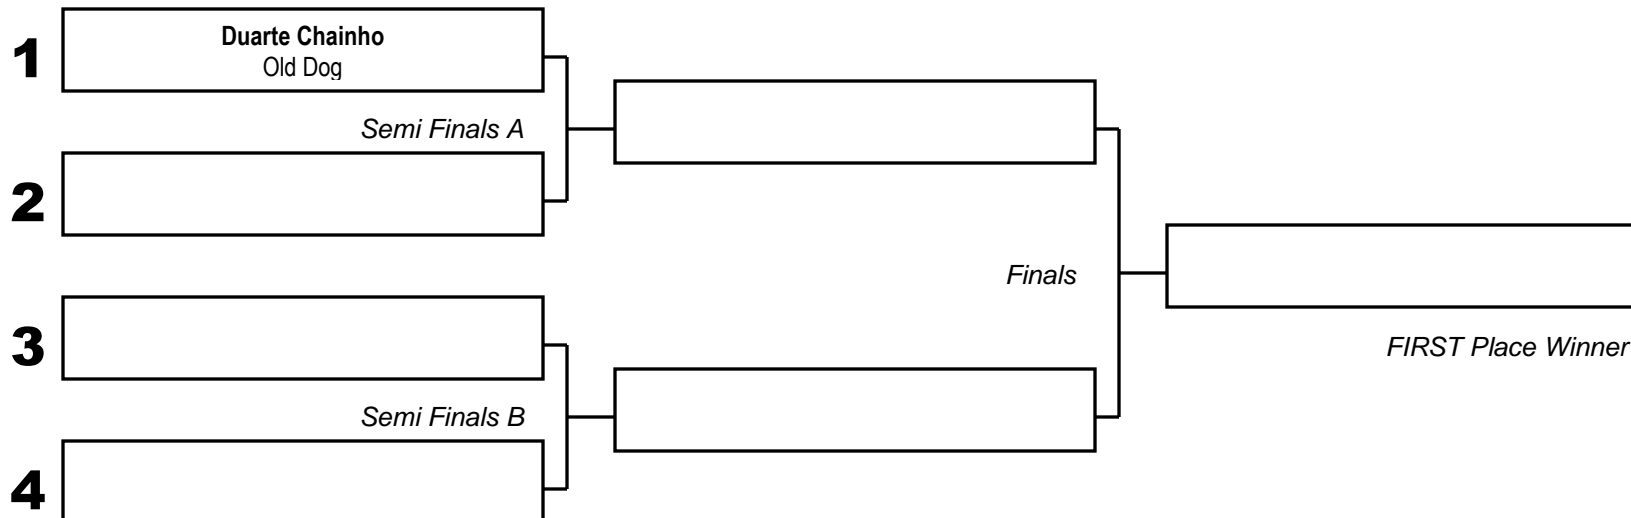 1
Duarte Chainho
Old Dog
Semi Finals A
2
Finals
3
FIRST Place Winner
Semi Finals B
4